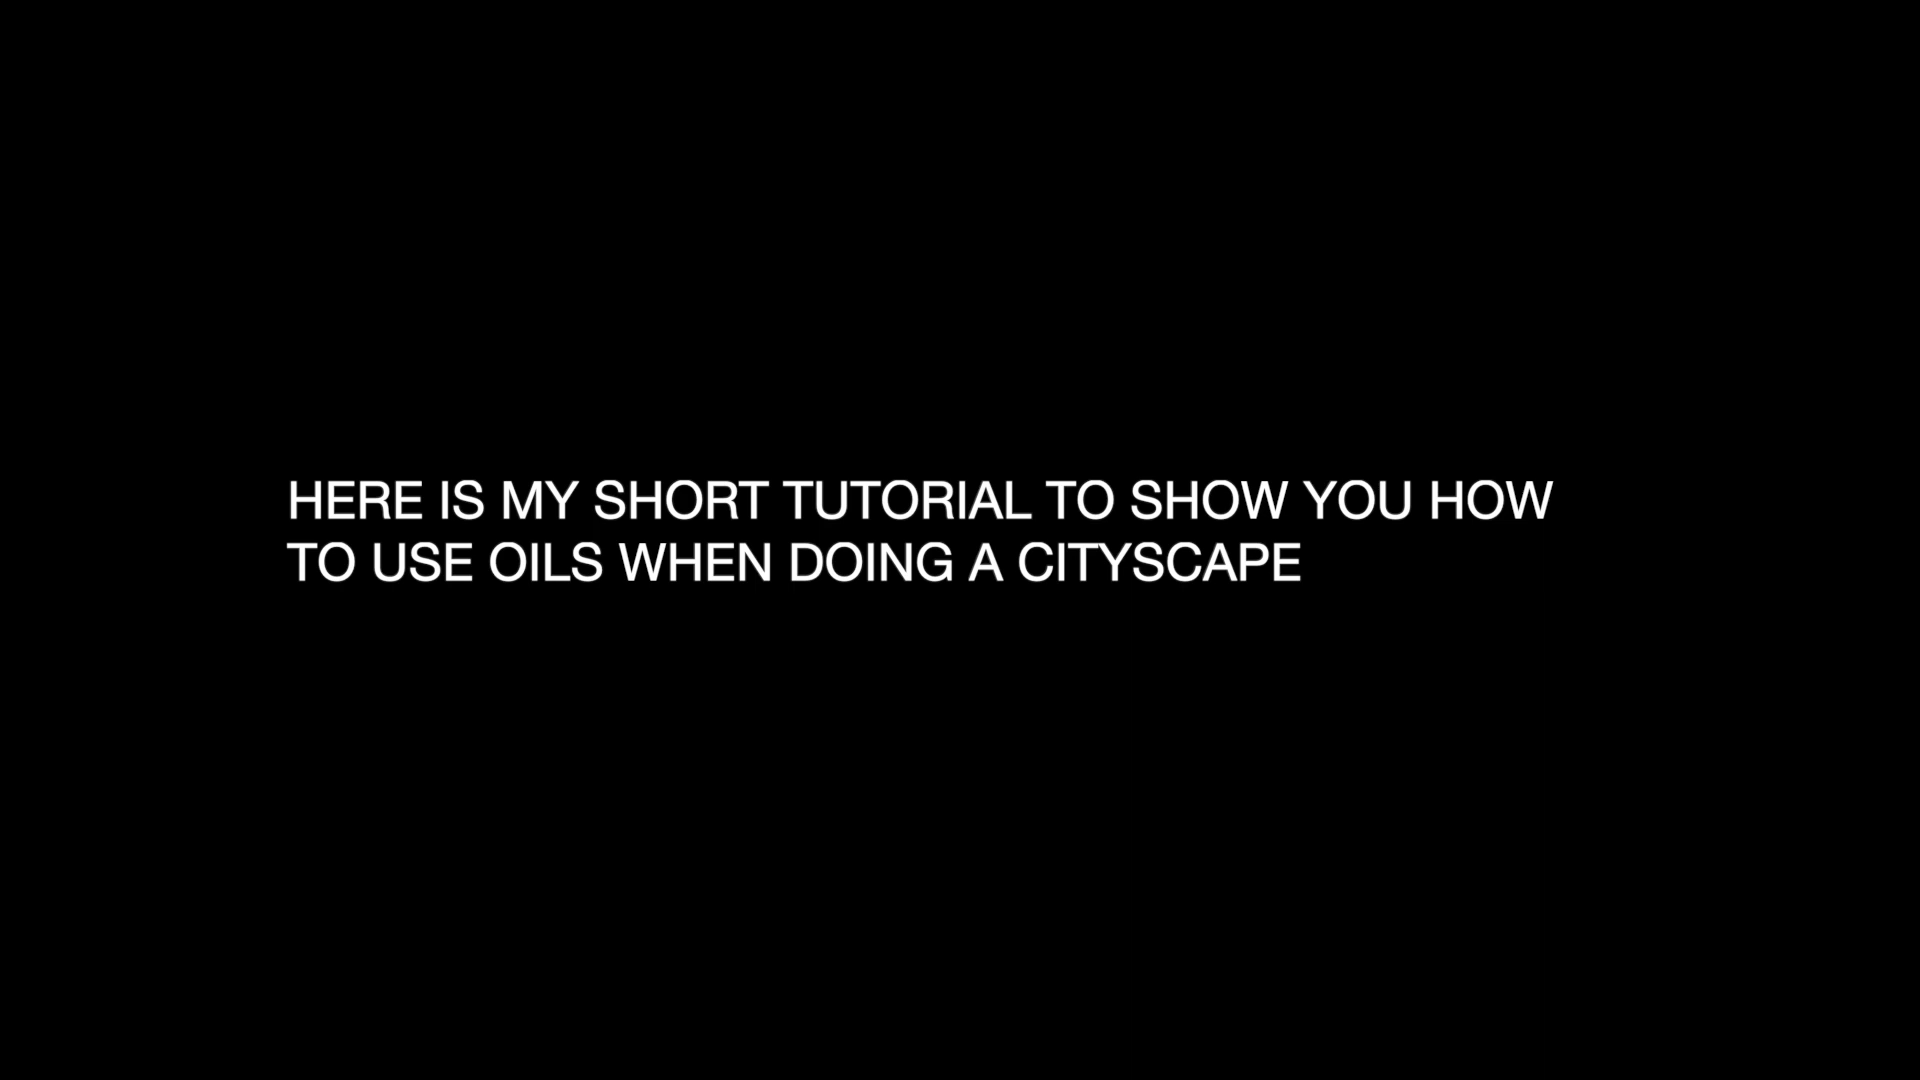 HERE IS MY SHORT TUTORIAL TO SHOW YOU HOW
TO USE OILS WHEN DOING A CITYSCAPE